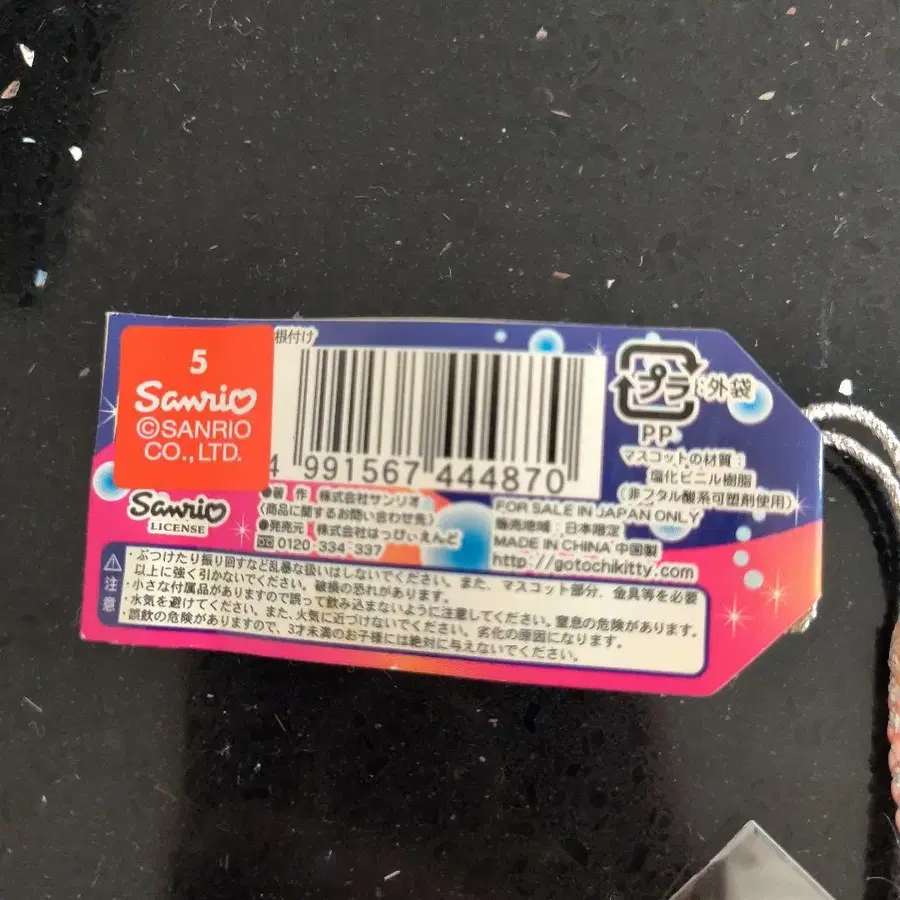 5
Sanrio
©SANRIO
CO., LTD.
Sanrio
LICENSE
根付け
4 991567 444870
●著 作 株式会社サンリオ
〈商品に関するお問い合わせ先〉
●発売元 株式会社はっぴぃえんど
0120-334-337
プラ
:外袋
PP
マスコットの材質:
塩化ビニル樹脂
(非フタル酸系可塑剤使用)
FOR SALE IN JAPAN ONLY
販売地域:日本限定
MADE IN CHINA 中国製
http://gotochikitty.com
注意
・ぶつけたり振り回すなど乱暴な扱いはしないでください。また、マスコット部分、金具等を必要
以上に強く引かないでください。破損の恐れがあります。
・小さな付属品がありますので誤って飲み込まないように注意してください。窒息の危険があります。
・水気を避けてください。また、火気に近づけないでください。劣化の原因になります。
・誤飲の危険がありますので、3才未満のお子様には絶対に与えないでください。